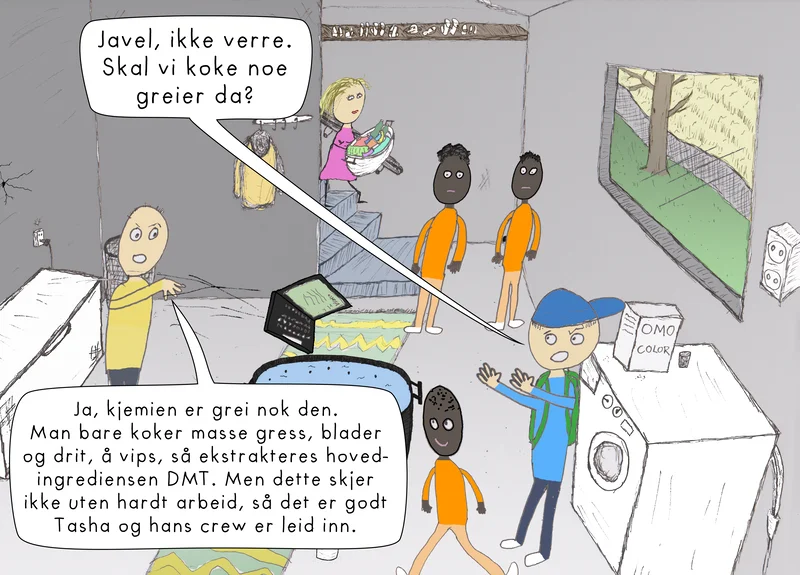 Javel, ikke verre.
Skal vi koke noe
greier da?
OMO
COLOR
Ja, kjemien er grei nok den.
Man bare koker masse gress, blader
og drit, å vips, så ekstrakteres hoved-
ingrediensen DMT. Men dette skjer
ikke uten hardt arbeid, så det er godt
Tasha og hans crew er leid inn.